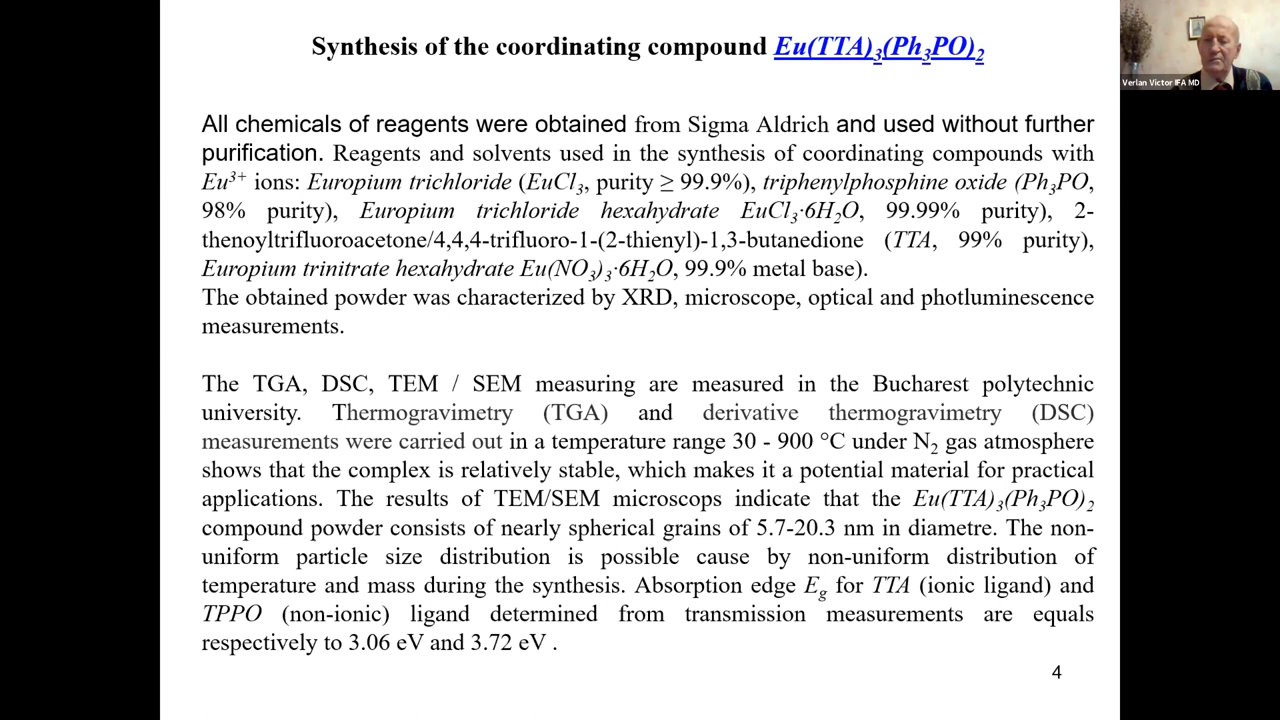 Synthesis of the coordinating compound Eu(TTA)₃(Ph₃PO)₂
Verlan Victor IFA MD
All chemicals of reagents were obtained from Sigma Aldrich and used without further
purification. Reagents and solvents used in the synthesis of coordinating compounds with
Eu³⁺ ions: Europium trichloride (EuCl₃, purity ≥ 99.9%), triphenylphosphine oxide (Ph₃PO,
98% purity), Europium trichloride hexahydrate EuCl₃·6H₂O, 99.99% purity), 2-
thenoyltrifluoroacetone/4,4,4-trifluoro-1-(2-thienyl)-1,3-butanedione (TTA, 99% purity),
Europium trinitrate hexahydrate Eu(NO₃)₃·6H₂O, 99.9% metal base).
The obtained powder was characterized by XRD, microscope, optical and photluminescence
measurements.
The TGA, DSC, TEM / SEM measuring are measured in the Bucharest polytechnic
university. Thermogravimetry (TGA) and derivative thermogravimetry (DSC)
measurements were carried out in a temperature range 30 - 900 °C under N₂ gas atmosphere
shows that the complex is relatively stable, which makes it a potential material for practical
applications. The results of TEM/SEM microscops indicate that the Eu(TTA)₃(Ph₃PO)₂
compound powder consists of nearly spherical grains of 5.7-20.3 nm in diametre. The non-
uniform particle size distribution is possible cause by non-uniform distribution of
temperature and mass during the synthesis. Absorption edge E_g for TTA (ionic ligand) and
TPPO (non-ionic) ligand determined from transmission measurements are equals
respectively to 3.06 eV and 3.72 eV .
4